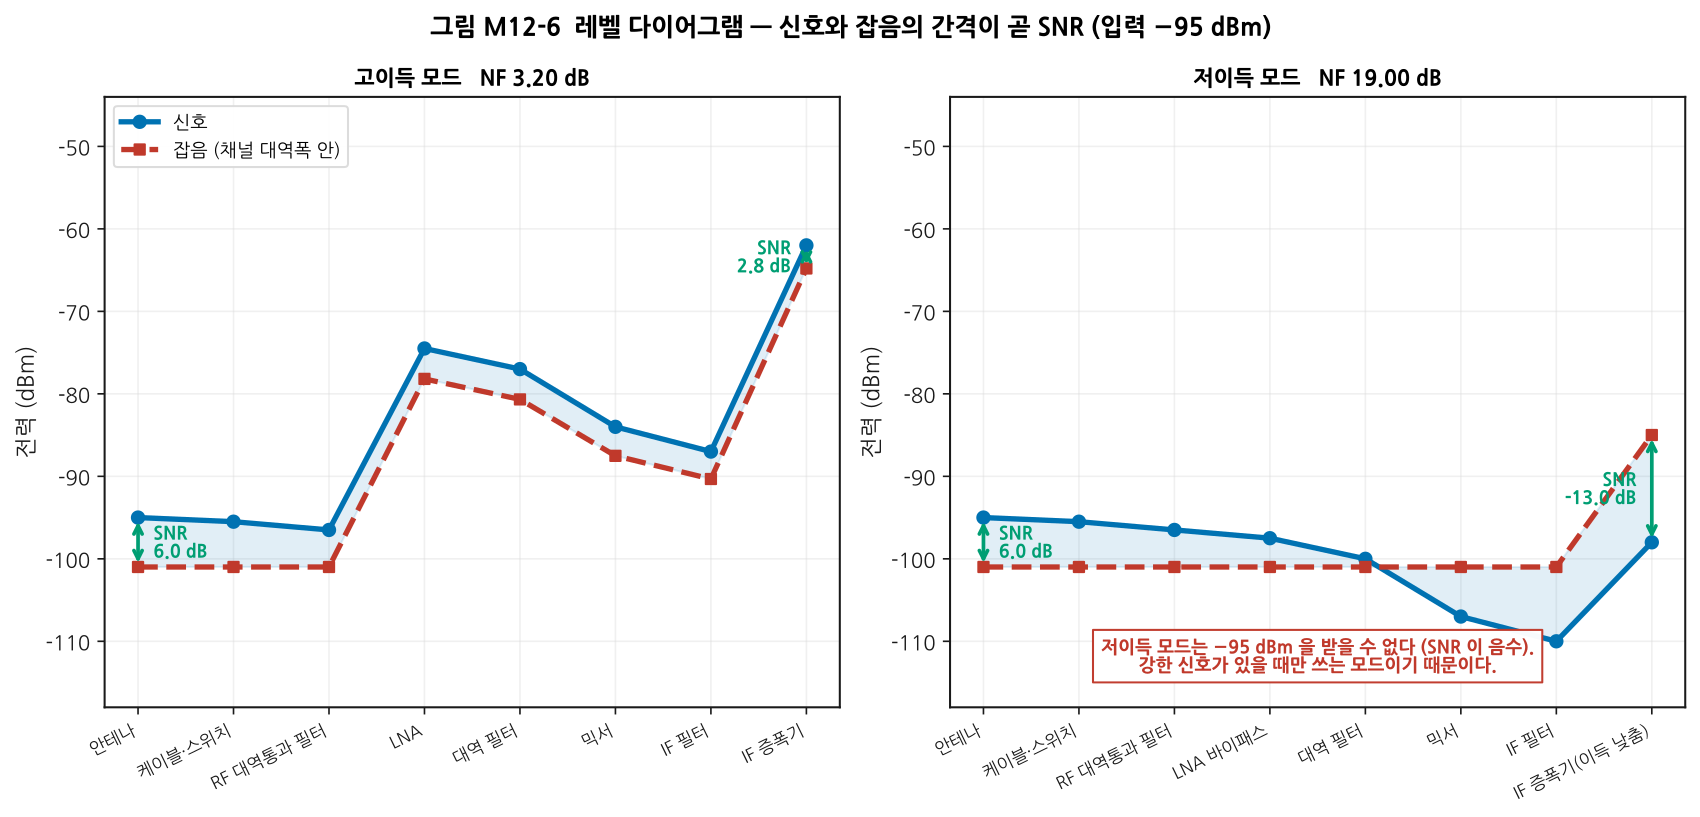 그림 M12-6  레벨 다이어그램 — 신호와 잡음의 간격이 곧 SNR (입력 −95 dBm)
고이득 모드   NF 3.20 dB
신호
잡음 (채널 대역폭 안)
전력 (dBm)
-50
-60
-70
-80
-90
-100
-110
SNR
6.0 dB
SNR
2.8 dB
안테나
케이블·스위치
RF 대역통과 필터
LNA
대역 필터
믹서
IF 필터
IF 증폭기
저이득 모드   NF 19.00 dB
전력 (dBm)
-50
-60
-70
-80
-90
-100
-110
SNR
6.0 dB
SNR
-13.0 dB
저이득 모드는 −95 dBm 을 받을 수 없다 (SNR 이 음수).
강한 신호가 있을 때만 쓰는 모드이기 때문이다.
안테나
케이블·스위치
RF 대역통과 필터
LNA 바이패스
대역 필터
믹서
IF 필터
IF 증폭기(이득 낮춤)